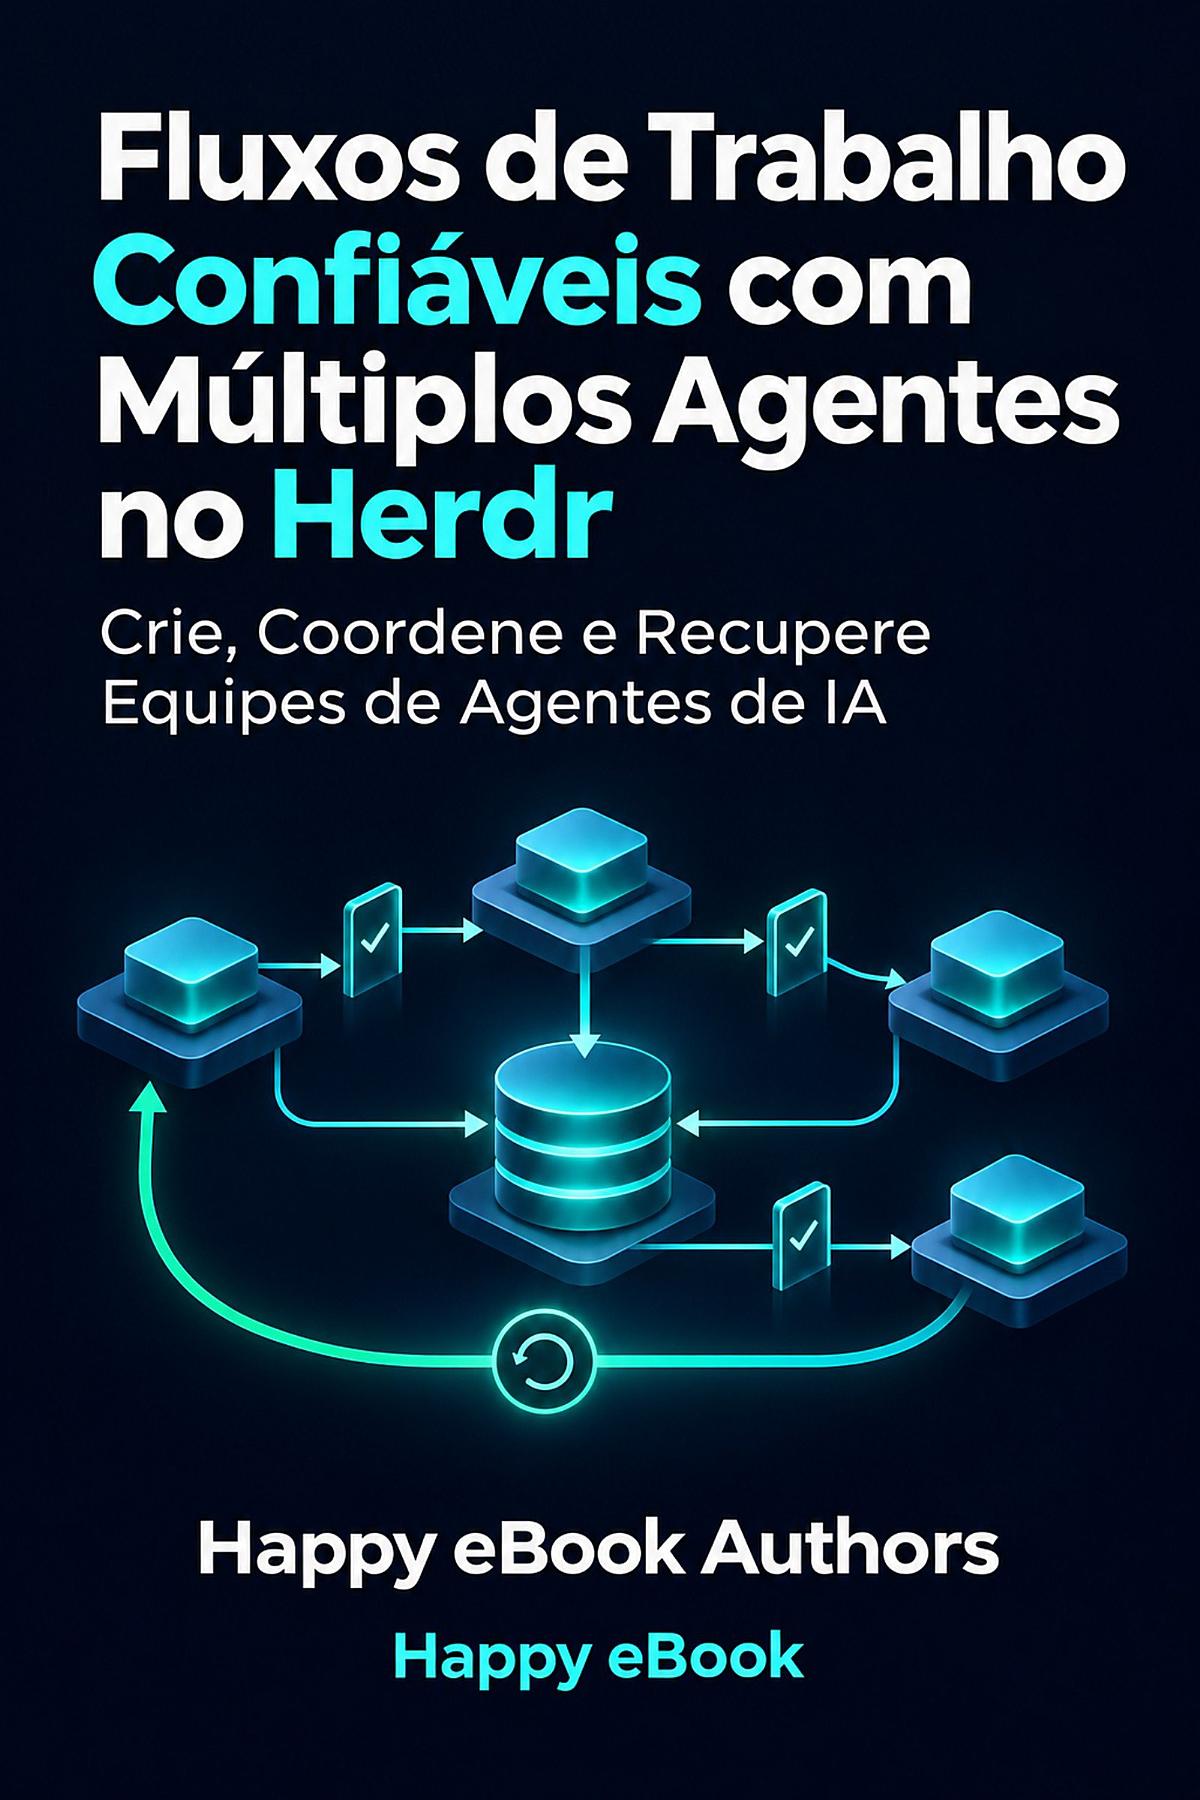 Fluxos de Trabalho
Confiáveis com
Múltiplos Agentes
no Herdr
Crie, Coordene e Recupere
Equipes de Agentes de IA
Happy eBook Authors
Happy eBook